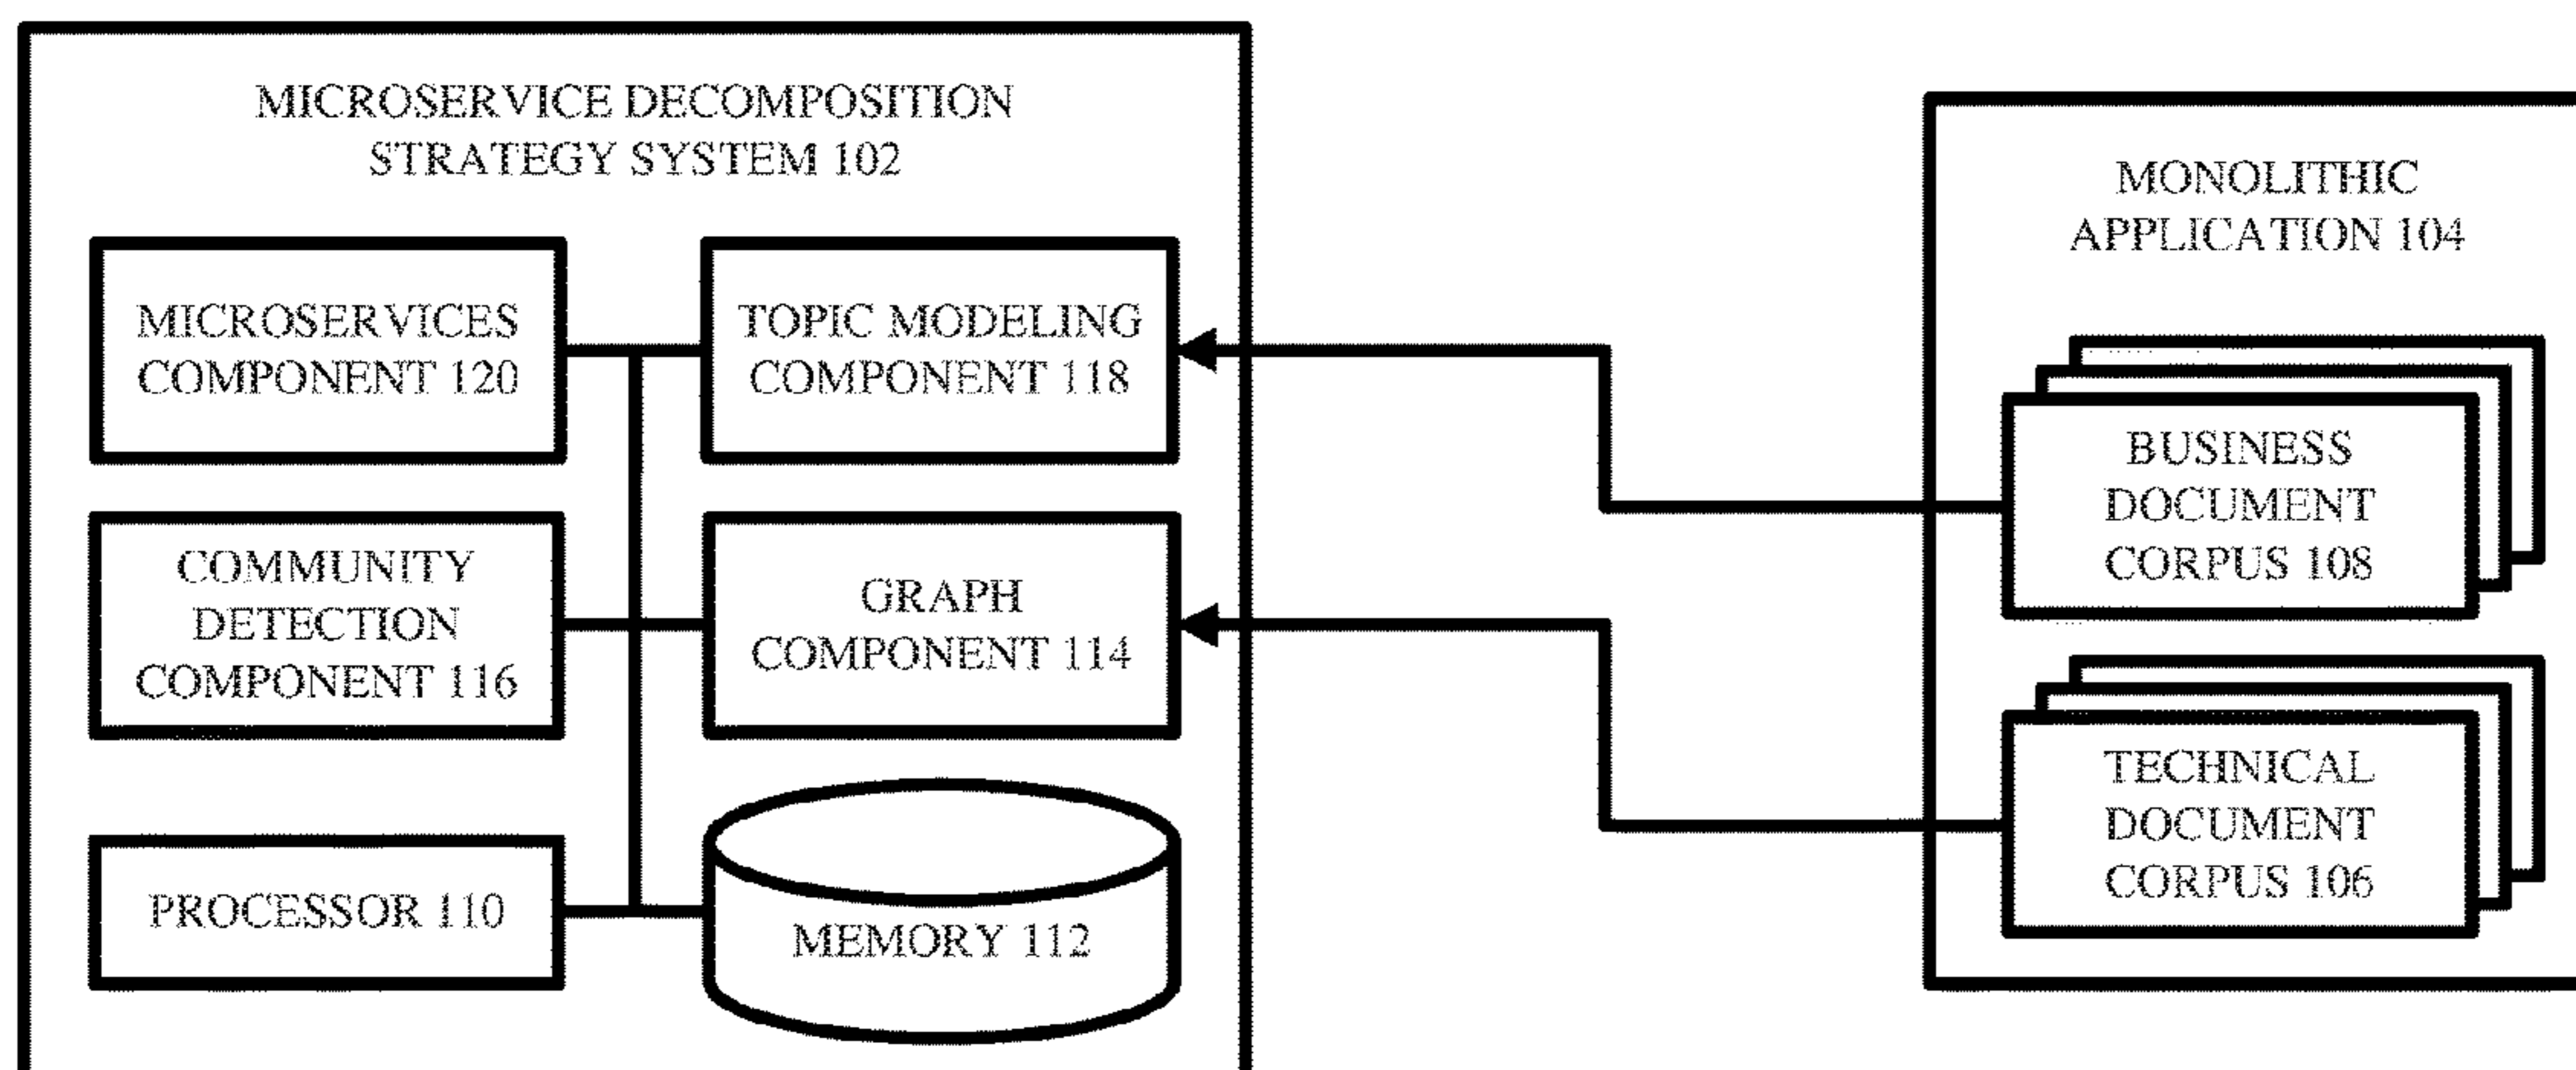 MICROSERVICE DECOMPOSITION
STRATEGY SYSTEM 102
MICROSERVICES
COMPONENT 120
TOPIC MODELING
COMPONENT 118
COMMUNITY
DETECTION
COMPONENT 116
GRAPH
COMPONENT 114
PROCESSOR 110
MEMORY 112
MONOLITHIC
APPLICATION 104
BUSINESS
DOCUMENT
CORPUS 108
TECHNICAL
DOCUMENT
CORPUS 106